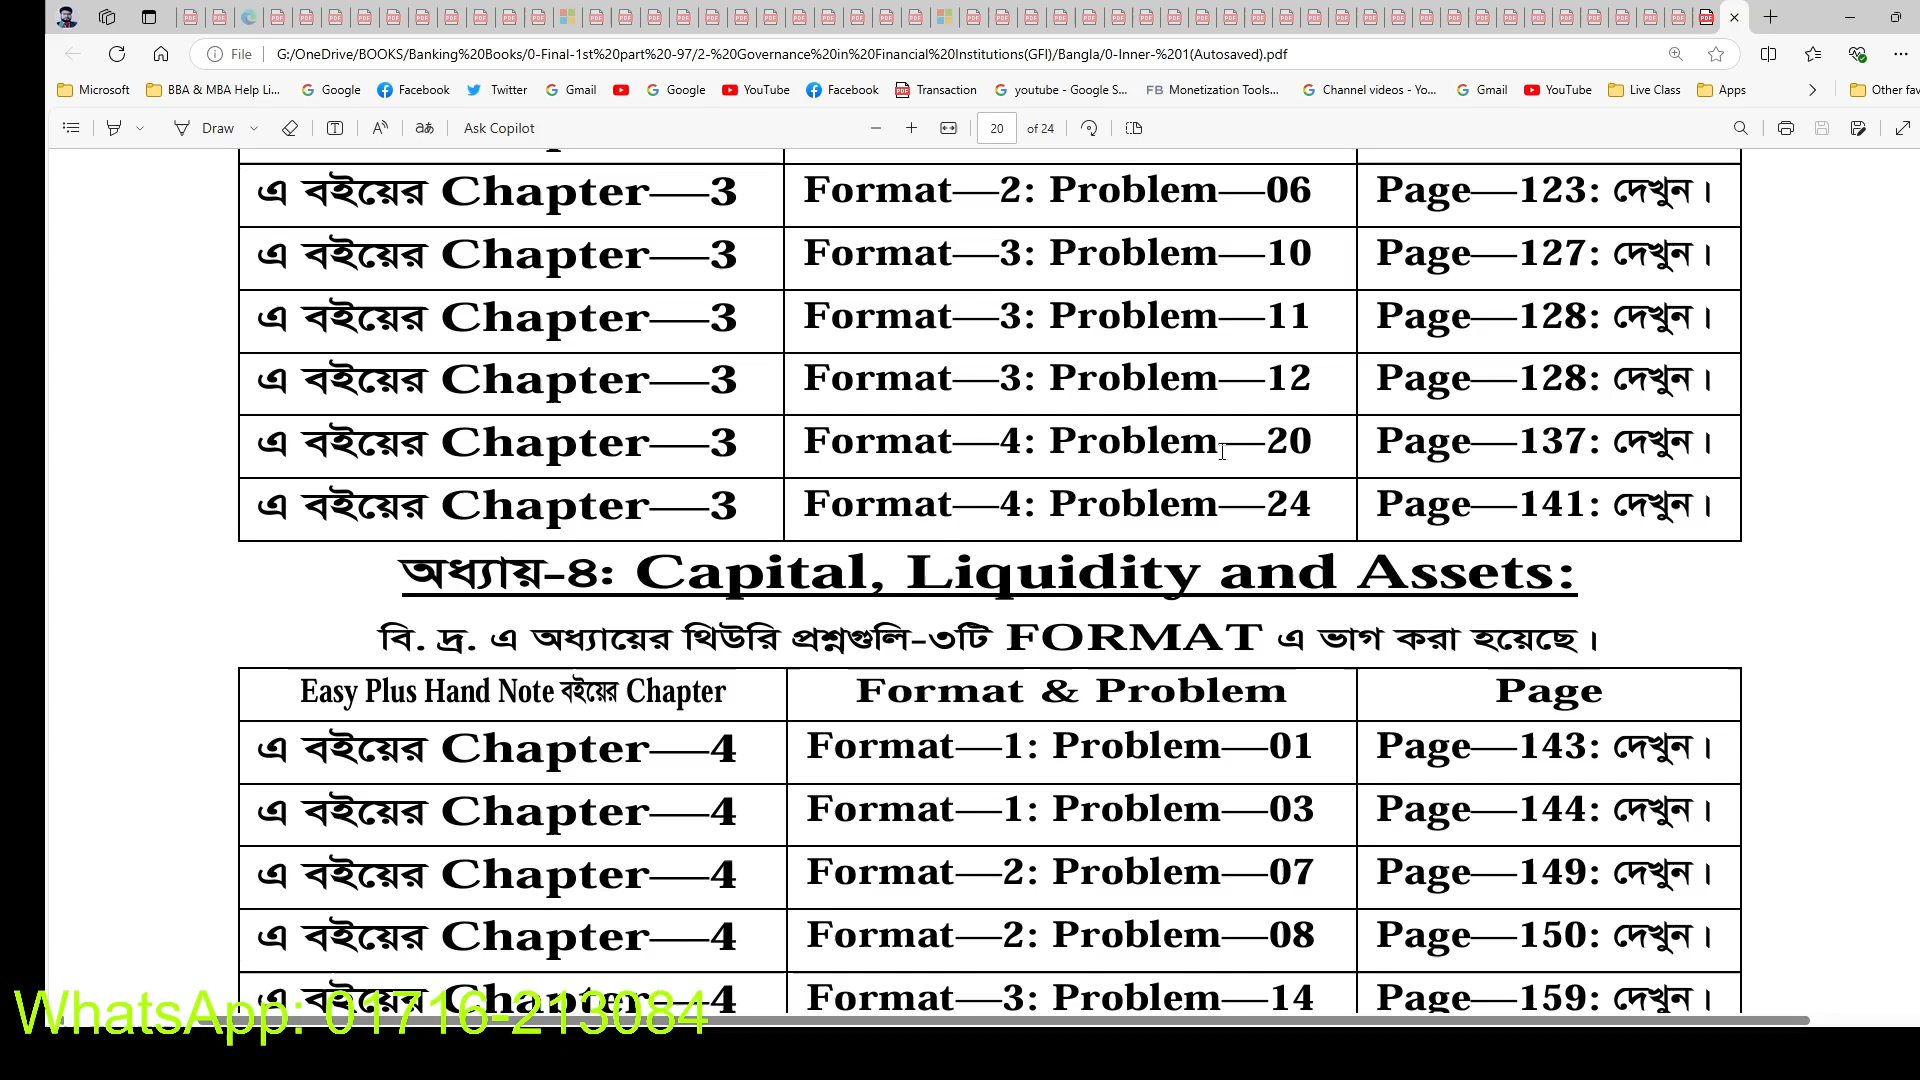 File G:/OneDrive/BOOKS/Banking%20Books/0-Final-1st%20part%20-97/2-%20Governance%20in%20Financial%20Institutions(GFI)/Bangla/0-Inner-%201(Autosaved).pdf
Microsoft BBA & MBA Help Li... Google Facebook Twitter Gmail Google YouTube Facebook Transaction youtube - Google S... FB Monetization Tools... Channel videos - Yo... Gmail YouTube Live Class Apps Other fav
Draw Ask Copilot 20 of 24
এ বইয়ের Chapter—3 Format—2: Problem—06 Page—123: দেখুন।
এ বইয়ের Chapter—3 Format—3: Problem—10 Page—127: দেখুন।
এ বইয়ের Chapter—3 Format—3: Problem—11 Page—128: দেখুন।
এ বইয়ের Chapter—3 Format—3: Problem—12 Page—128: দেখুন।
এ বইয়ের Chapter—3 Format—4: Problem—20 Page—137: দেখুন।
এ বইয়ের Chapter—3 Format—4: Problem—24 Page—141: দেখুন।
অধ্যায়-৪: Capital, Liquidity and Assets:
বি. দ্র. এ অধ্যায়ের থিউরি প্রশ্নগুলি-৩টি FORMAT এ ভাগ করা হয়েছে।
Easy Plus Hand Note বইয়ের Chapter Format & Problem Page
এ বইয়ের Chapter—4 Format—1: Problem—01 Page—143: দেখুন।
এ বইয়ের Chapter—4 Format—1: Problem—03 Page—144: দেখুন।
এ বইয়ের Chapter—4 Format—2: Problem—07 Page—149: দেখুন।
এ বইয়ের Chapter—4 Format—2: Problem—08 Page—150: দেখুন।
এ বইয়ের Chapter—4 Format—3: Problem—14 Page—159: দেখুন।
WhatsApp: 01716-213084